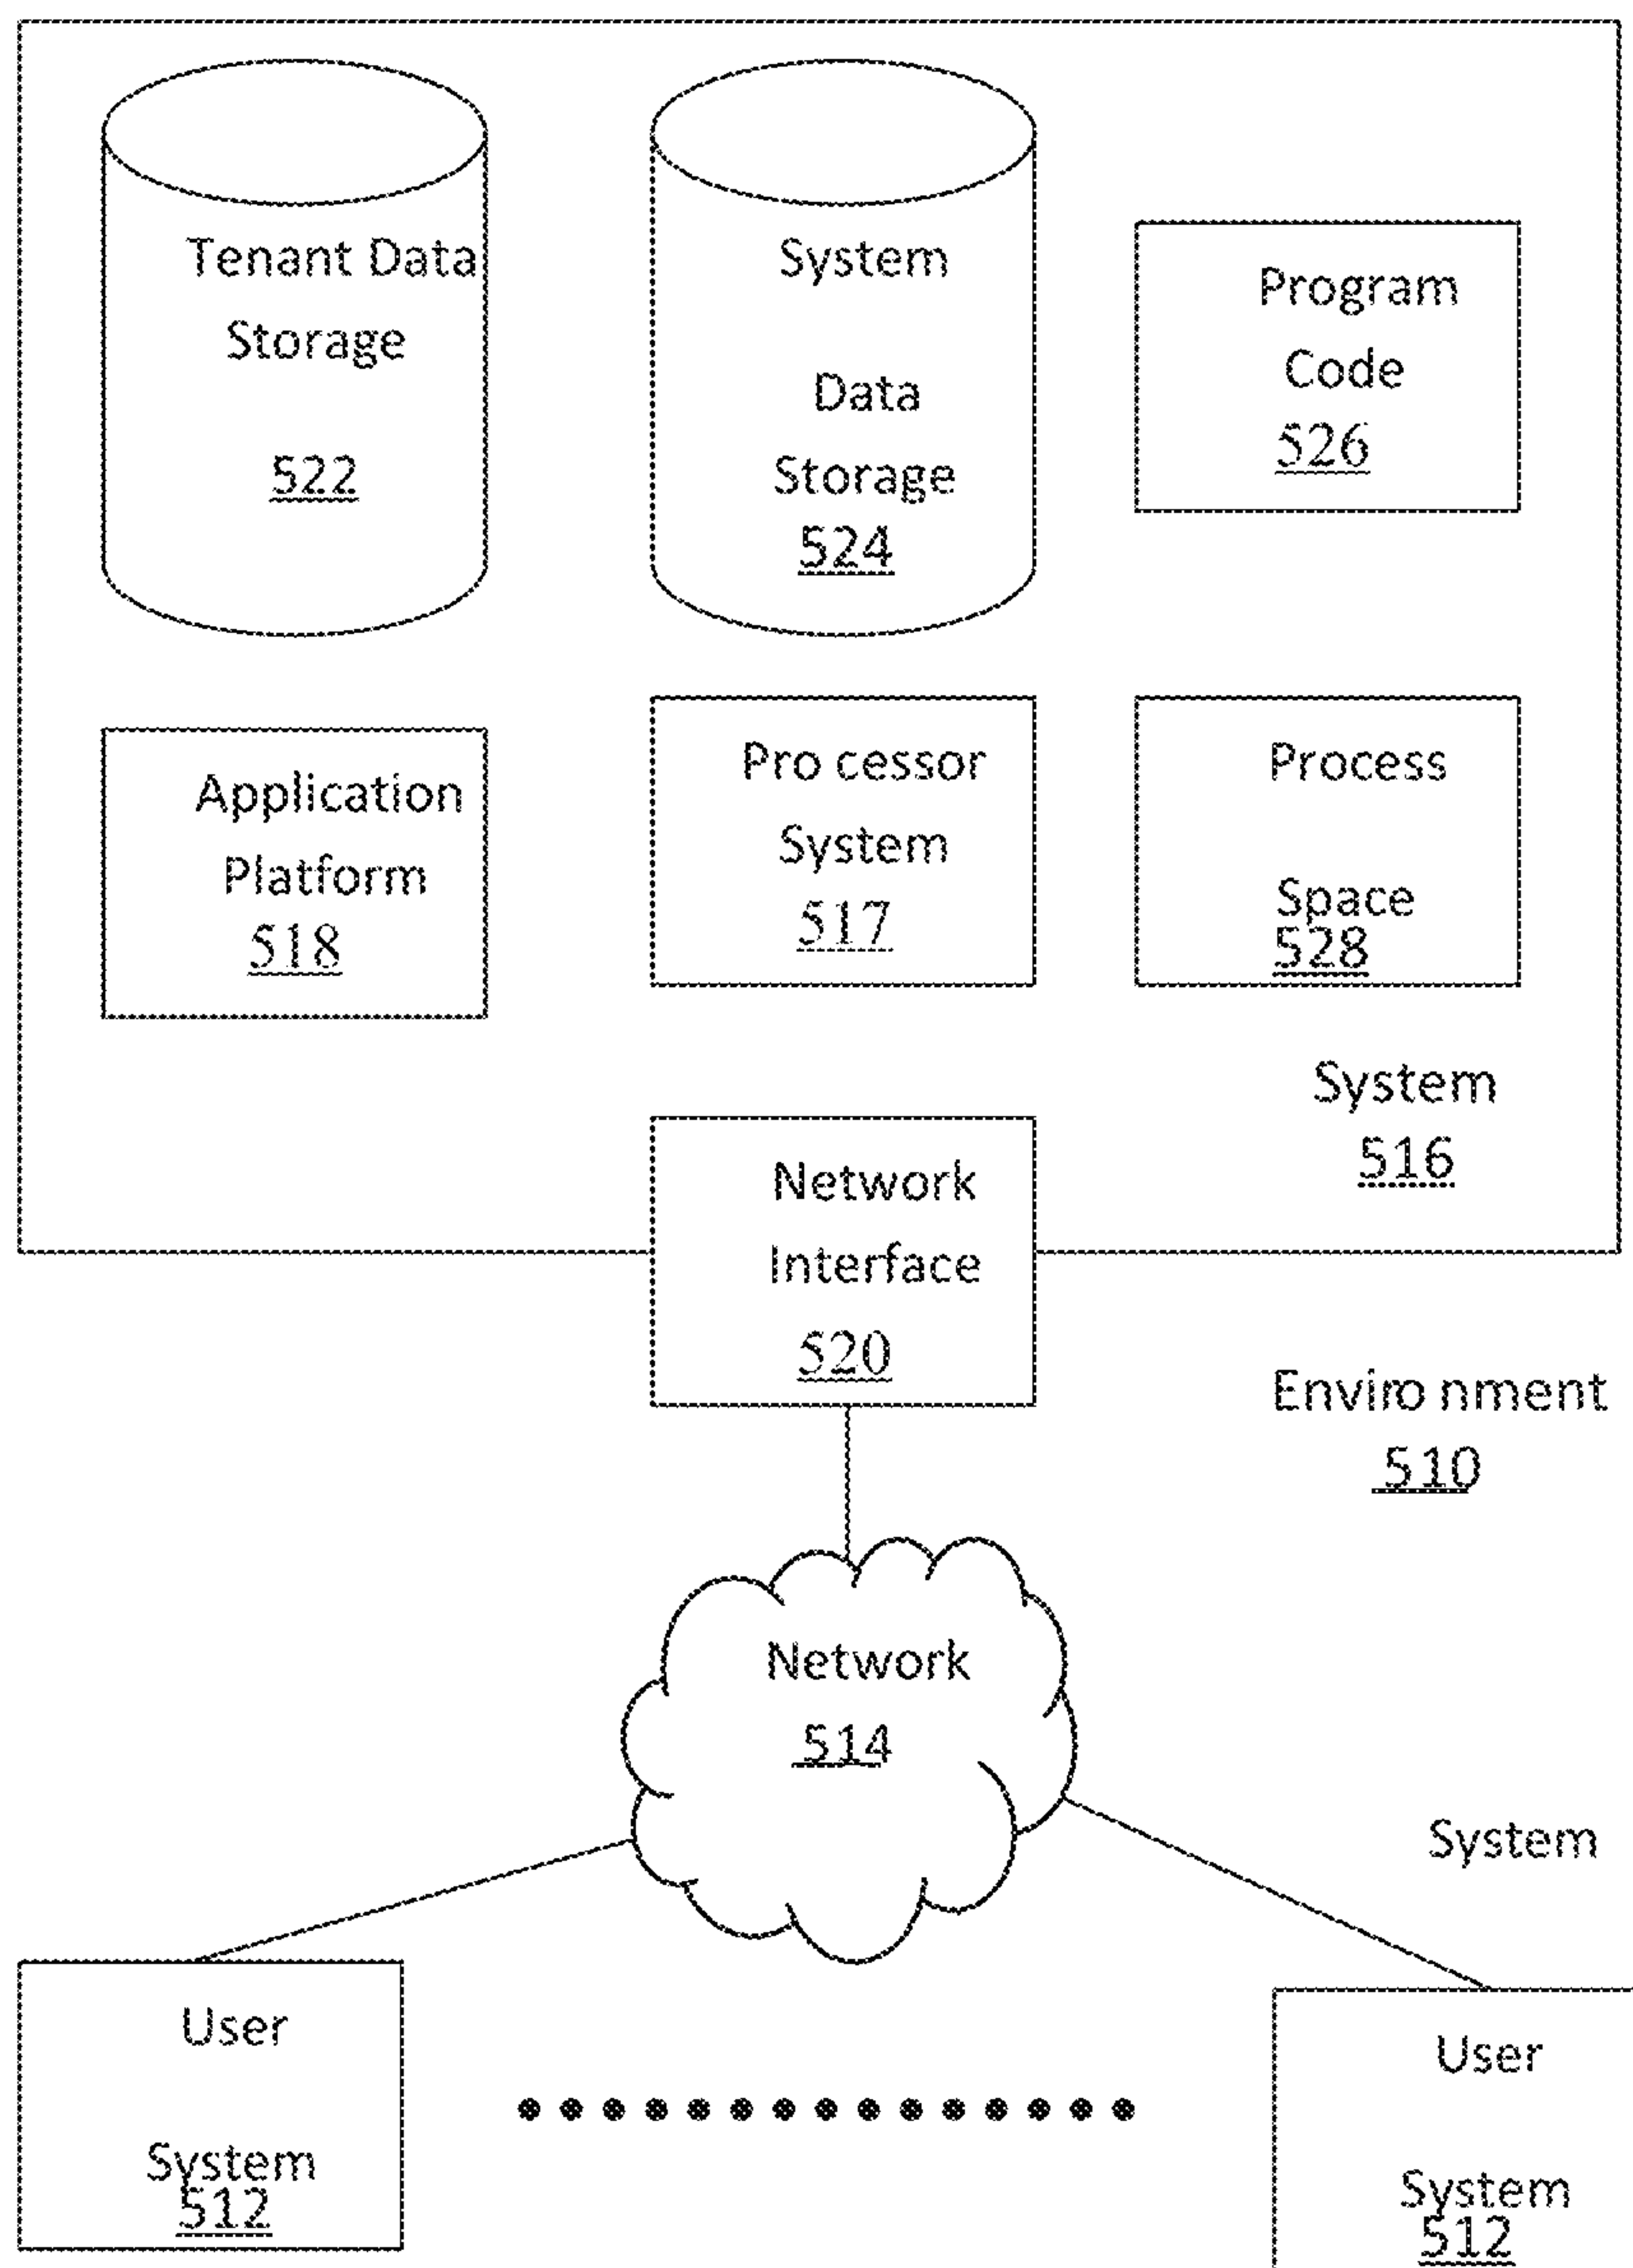 Tenant Data
Storage
522
System
Data
Storage
524
Program
Code
526
Application
Platform
518
Pro cessor
System
517
Process
Space
528
System
516
Network
Interface
520
Enviro nment
510
Network
514
System
User
System
512
User
System
512